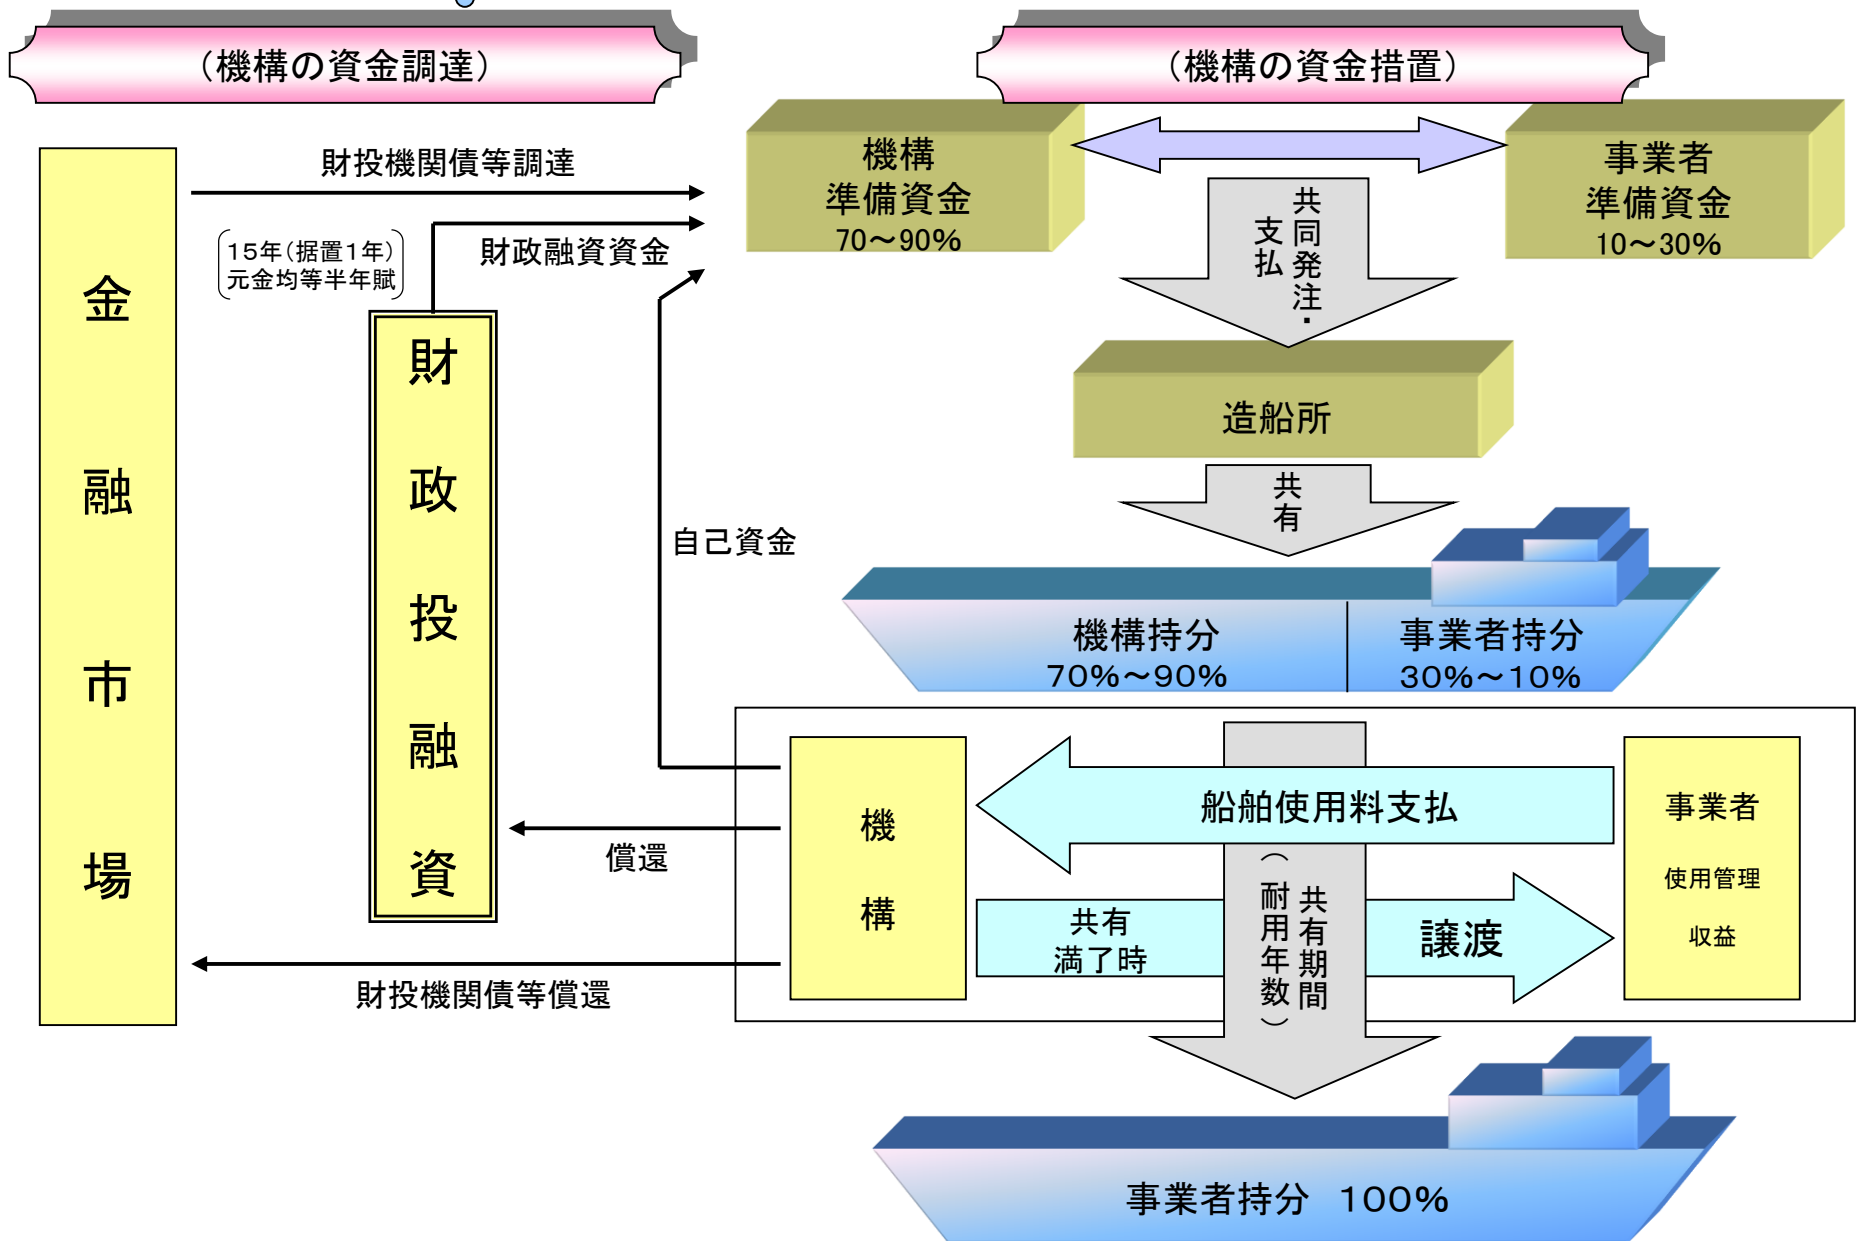 （機構の資金調達）
（機構の資金措置）
財投機関債等調達
15年（据置１年）
元金均等半年賦
財政融資資金
金融市場
財政投融資
自己資金
償還
財投機関債等償還
機構
準備資金
70～90％
事業者
準備資金
10～30％
共同発注・
支払
造船所
共有
機構持分
70％～90％
事業者持分
30％～10％
機構
船舶使用料支払
事業者
使用管理
収益
共有
満了時
共有期間
（耐用年数）
譲渡
事業者持分　100％